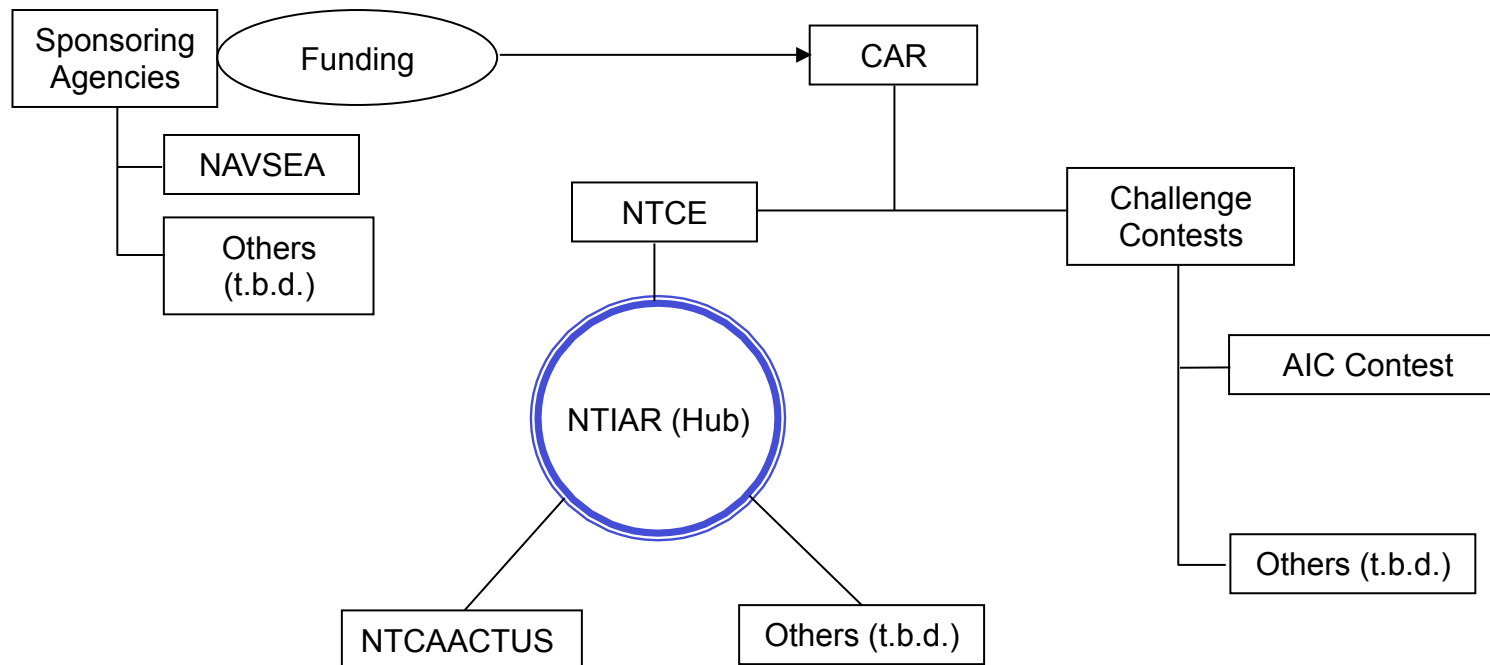 Sponsoring
Agencies
Funding
CAR
NAVSEA
Others
(t.b.d.)
NTCE
Challenge
Contests
AIC Contest
NTIAR (Hub)
Others (t.b.d.)
NTCAACTUS
Others (t.b.d.)